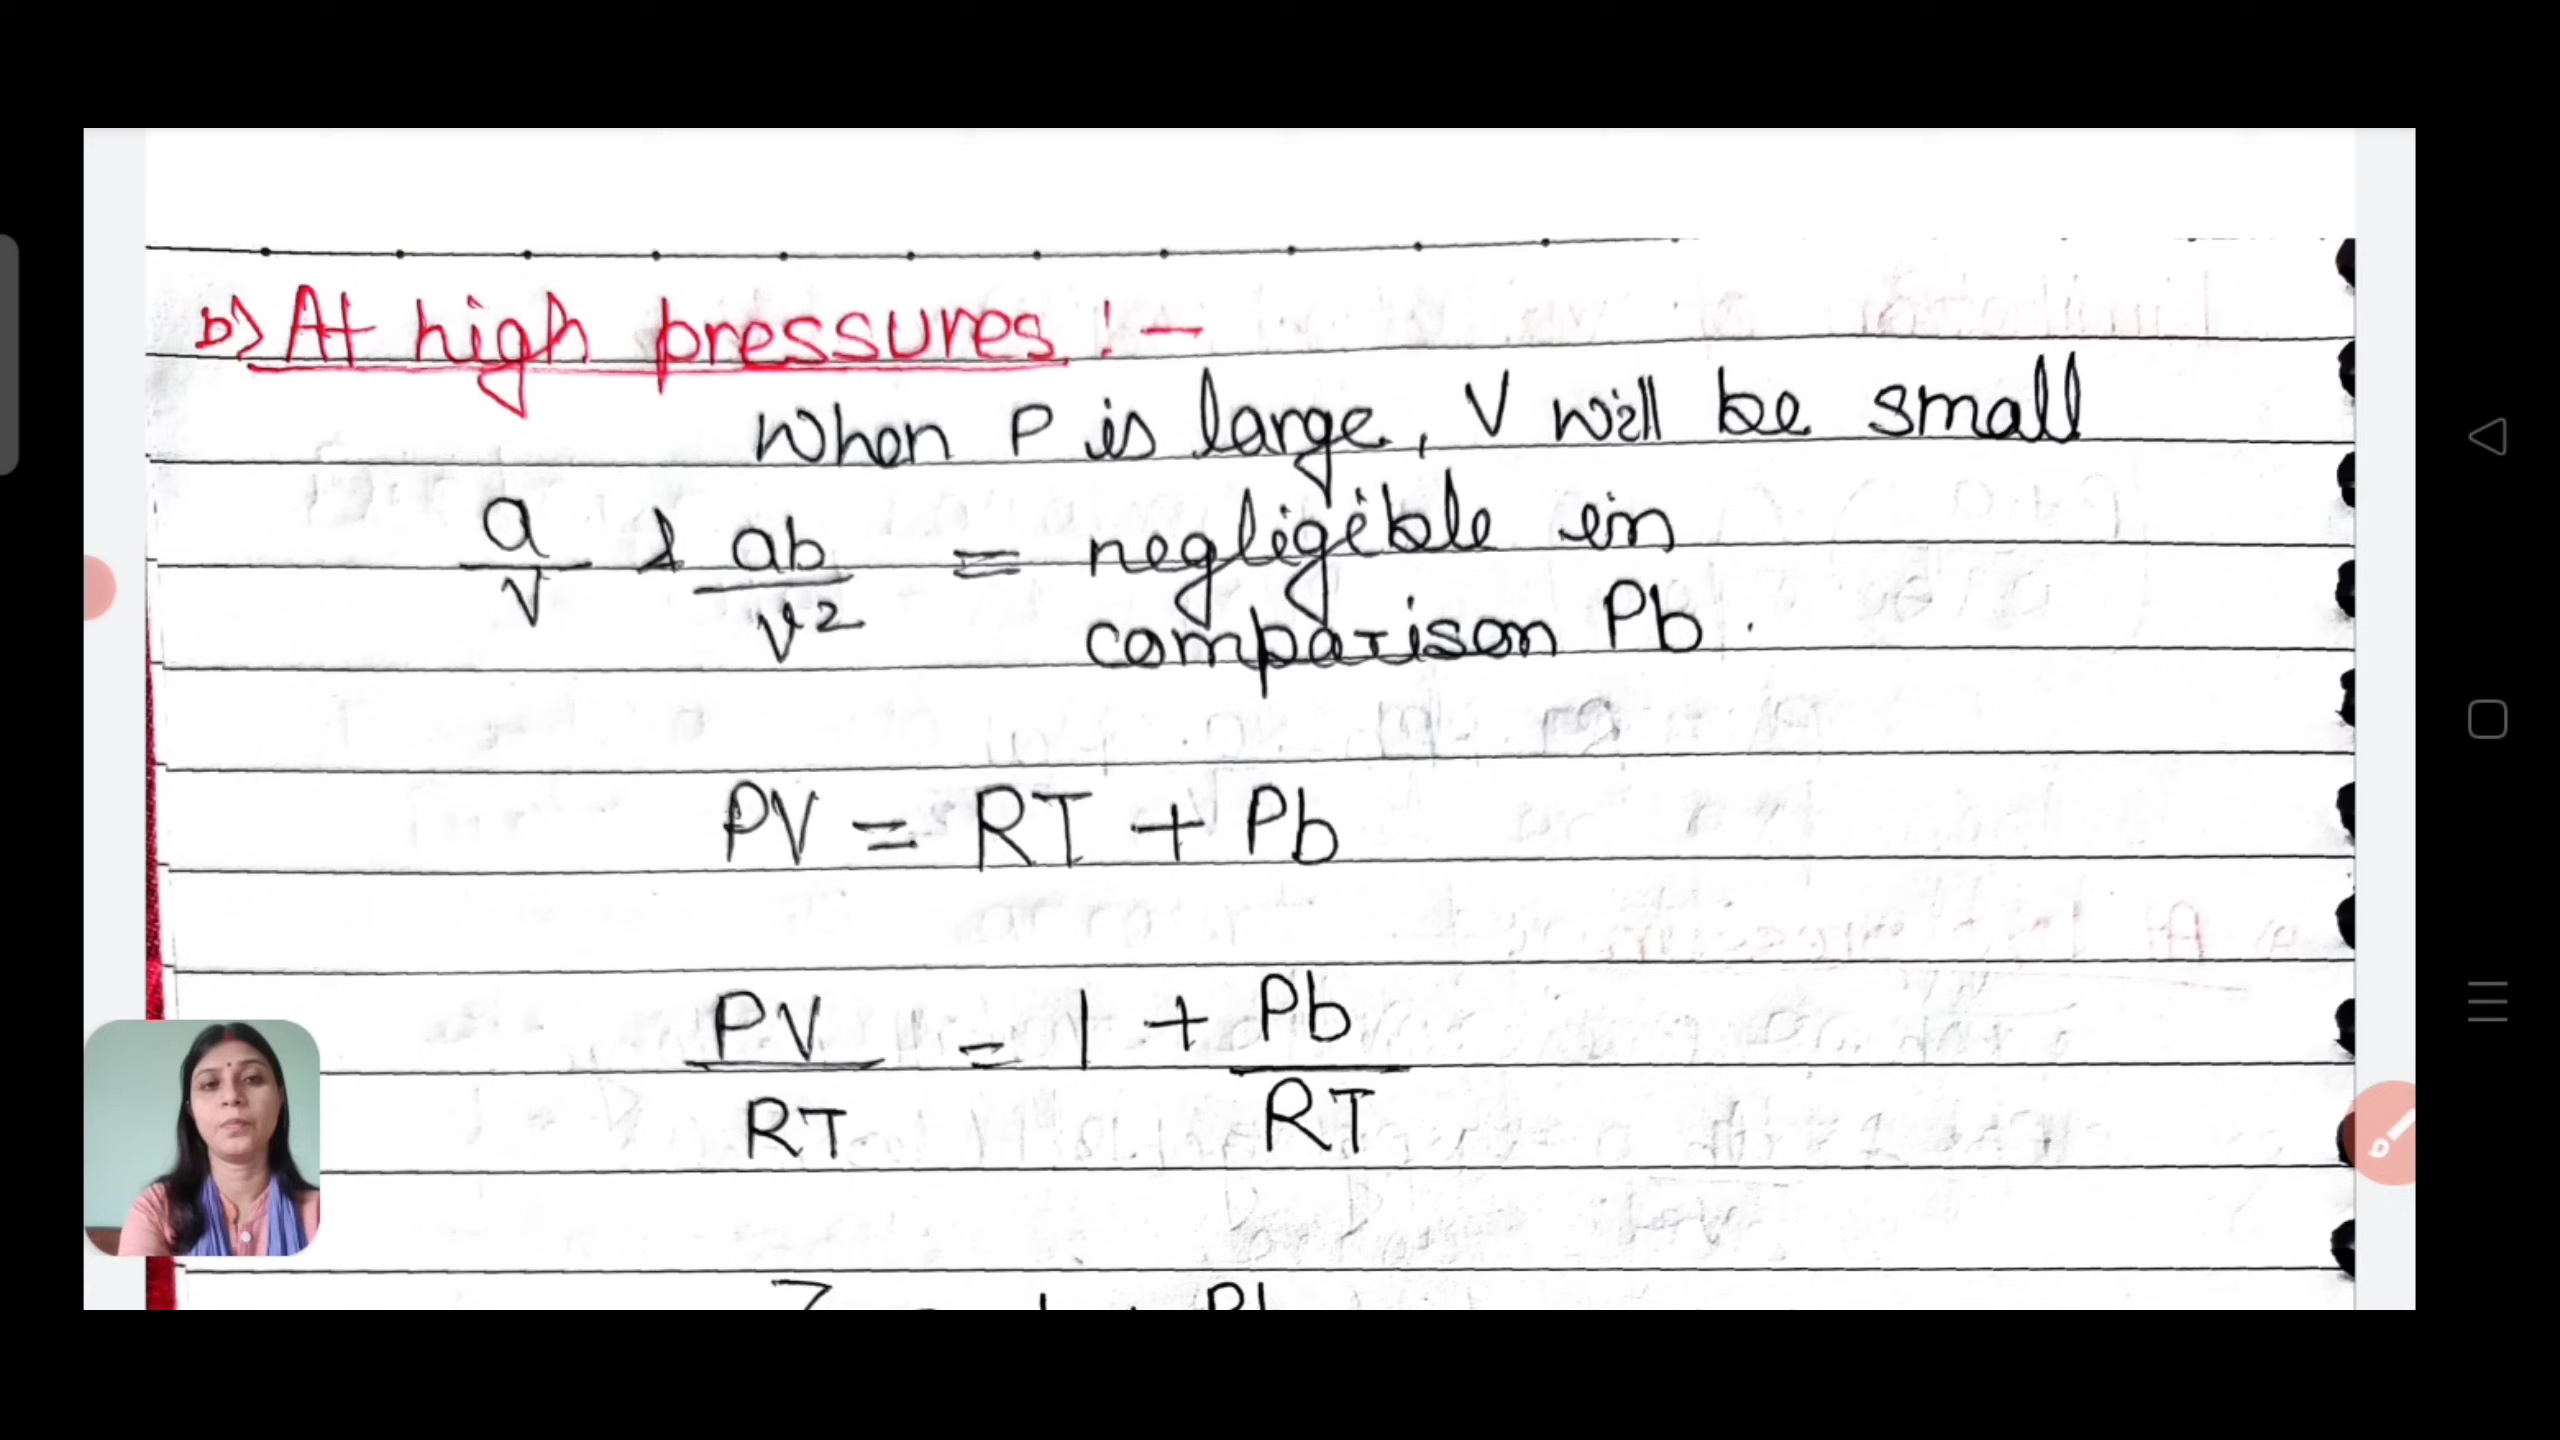 b) At high pressures :-
When P is large, V will be small
a/V & ab/V² = negligible in
comparison Pb.
PV = RT + Pb
PV/RT = 1 + Pb/RT